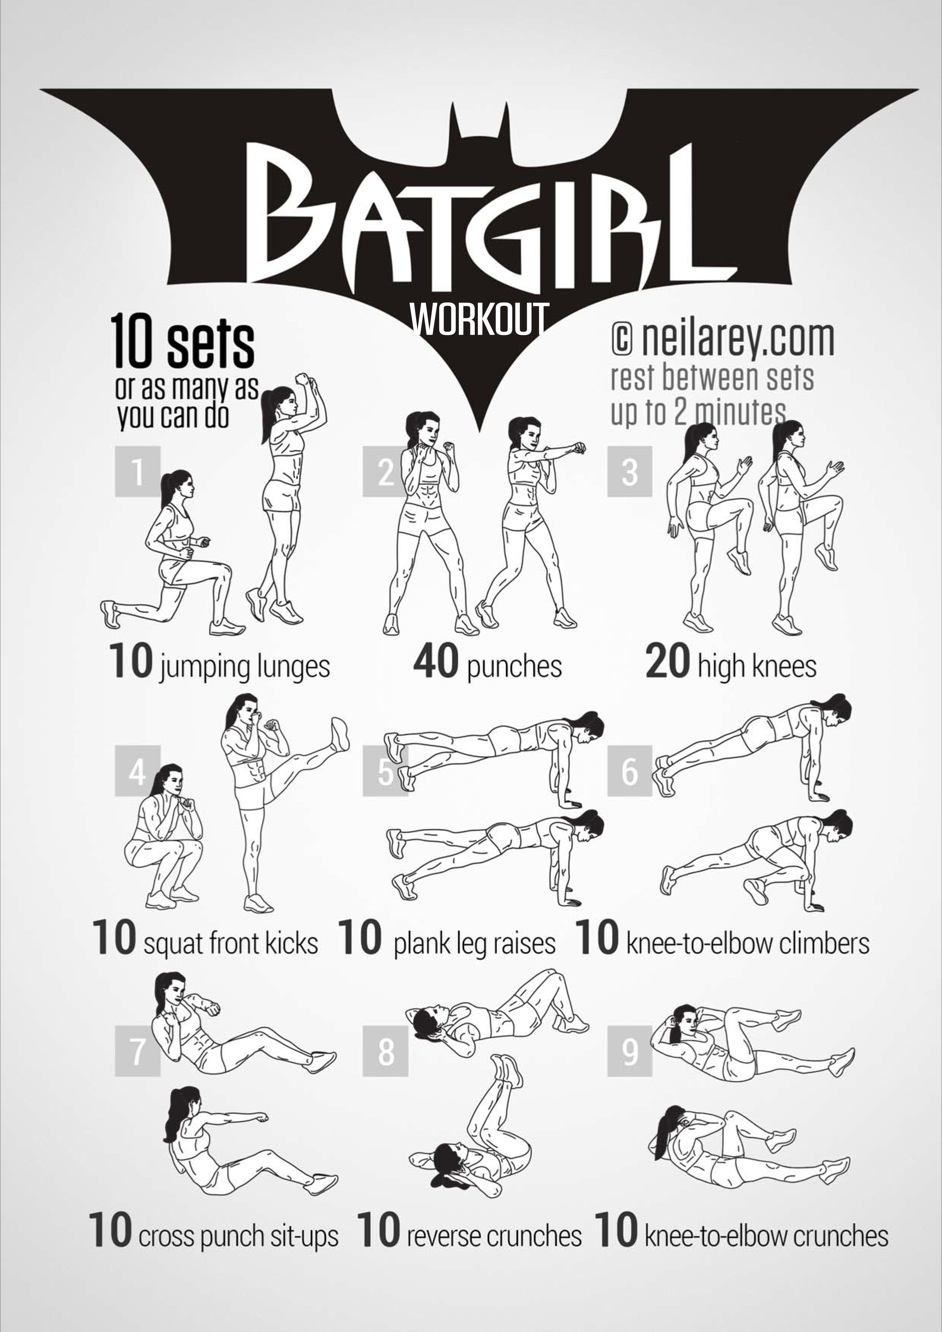 BATGIRL
WORKOUT
10 sets
or as many as
you can do
© neilarey.com
rest between sets
up to 2 minutes
1
2
3
10 jumping lunges
40 punches
20 high knees
4
5
6
10 squat front kicks
10 plank leg raises
10 knee-to-elbow climbers
7
8
9
10 cross punch sit-ups
10 reverse crunches
10 knee-to-elbow crunches